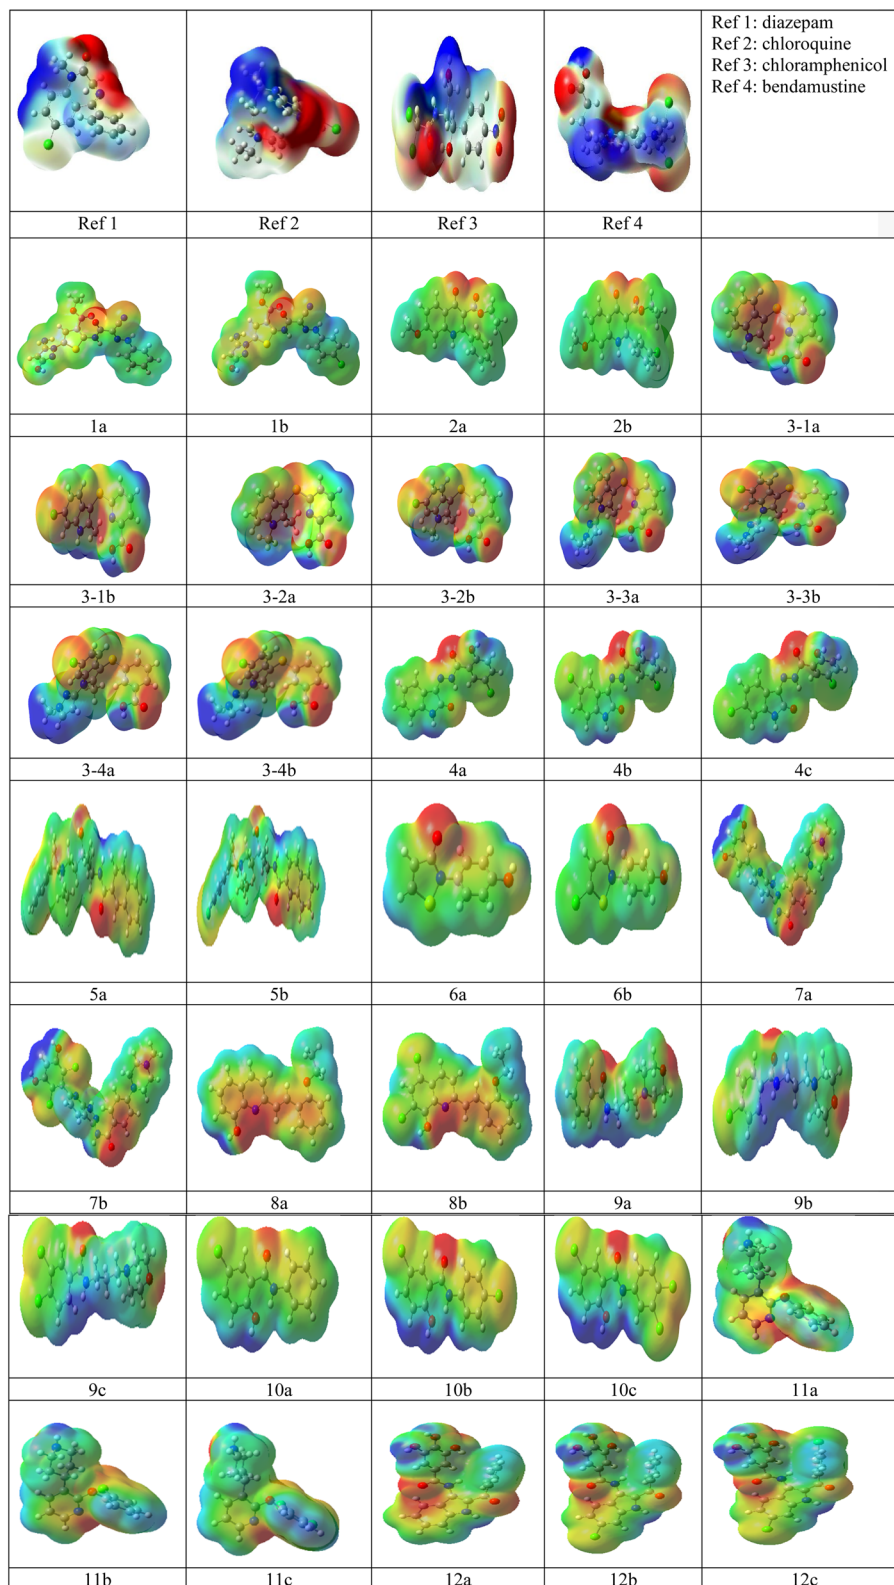 Ref 1: diazepam
Ref 2: chloroquine
Ref 3: chloramphenicol
Ref 4: bendamustine
Ref 1 Ref 2 Ref 3 Ref 4
1a 1b 2a 2b 3-1a
3-1b 3-2a 3-2b 3-3a 3-3b
3-4a 3-4b 4a 4b 4c
5a 5b 6a 6b 7a
7b 8a 8b 9a 9b
9c 10a 10b 10c 11a
11b 11c 12a 12b 12c